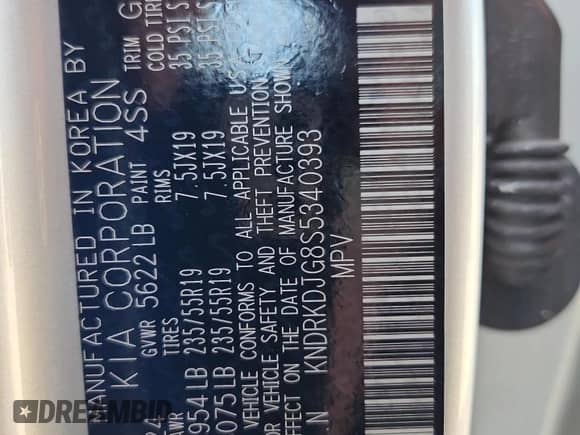 MANUFACTURED IN KOREA BY
KIA CORPORATION
GVWR 5622 LB PAINT 4SS TRIM G
TIRES RIMS COLD TIRE
954 LB 235/55R19 7.5JX19 35 PSI S
075 LB 235/55R19 7.5JX19 35 PSI S
VEHICLE CONFORMS TO ALL APPLICABLE U
VEHICLE SAFETY AND THEFT PREVENTION
EFFECT ON THE DATE OF MANUFACTURE SHOWN
KNDRKDJG8S5340393
MPV
DREAMBID